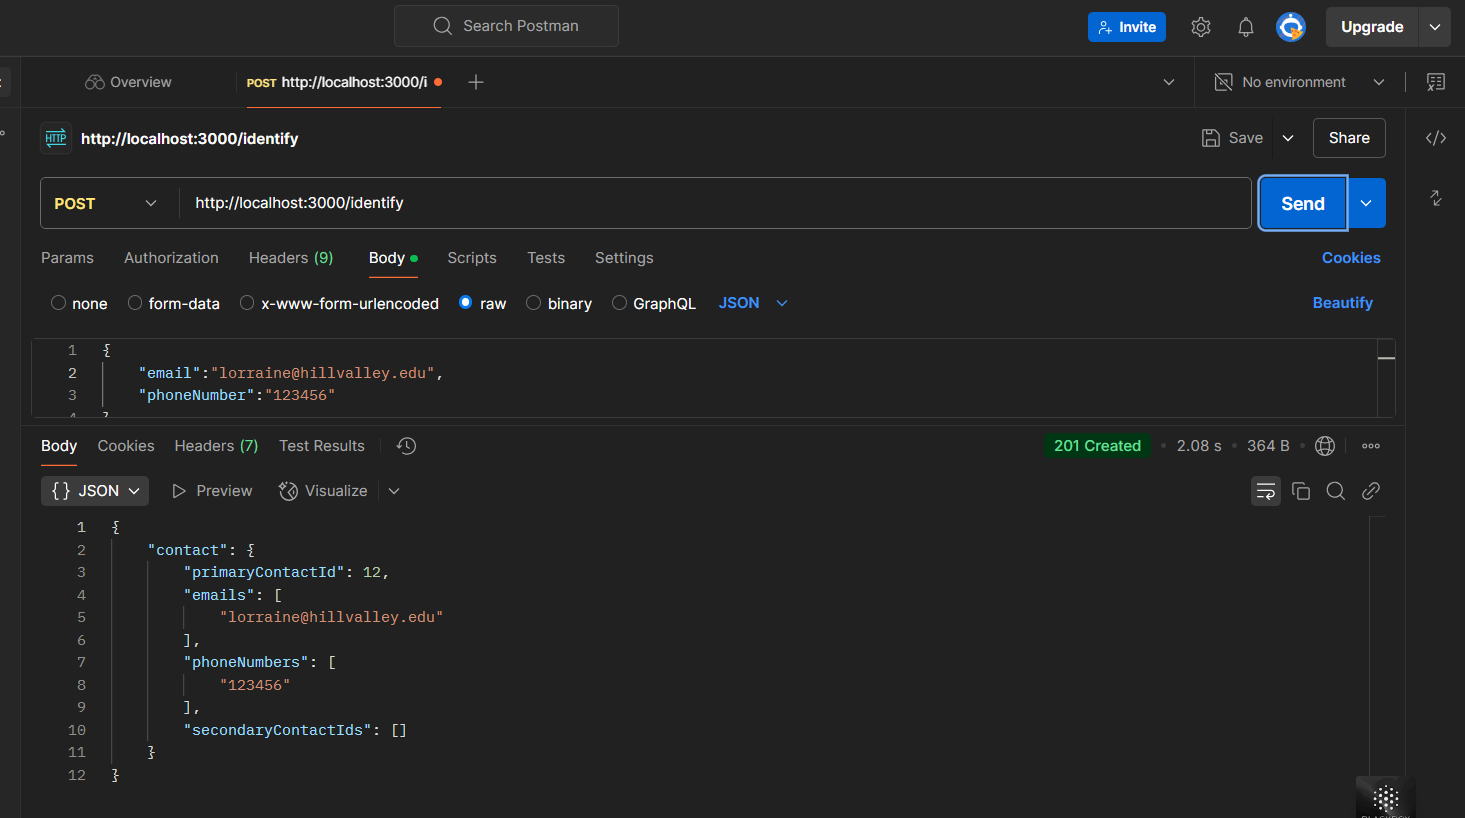 Search Postman
Invite
Upgrade
Overview
POST http://localhost:3000/i
No environment
HTTP http://localhost:3000/identify
Save
Share
POST
http://localhost:3000/identify
Send
Params Authorization Headers (9) Body Scripts Tests Settings
Cookies
none form-data x-www-form-urlencoded raw binary GraphQL JSON
Beautify
1 {
2 "email":"lorraine@hillvalley.edu",
3 "phoneNumber":"123456"
4 }
Body Cookies Headers (7) Test Results
201 Created • 2.08 s • 364 B
{} JSON Preview Visualize
1 {
2 "contact": {
3 "primaryContactId": 12,
4 "emails": [
5 "lorraine@hillvalley.edu"
6 ],
7 "phoneNumbers": [
8 "123456"
9 ],
10 "secondaryContactIds": []
11 }
12 }